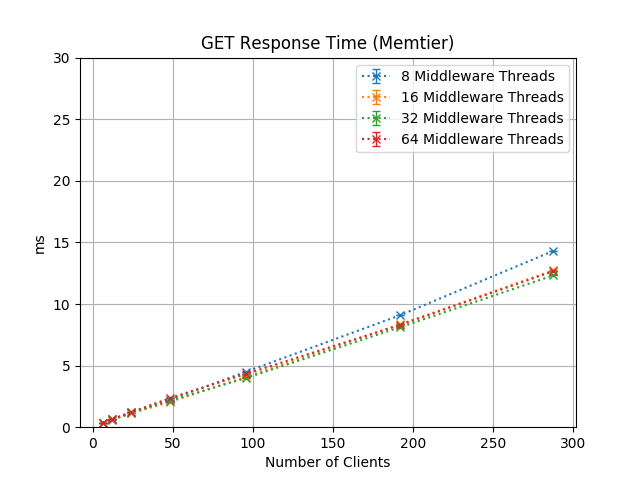 GET Response Time (Memtier)
30
25
20
15
10
5
0
ms
8 Middleware Threads
16 Middleware Threads
32 Middleware Threads
64 Middleware Threads
0 50 100 150 200 250 300
Number of Clients